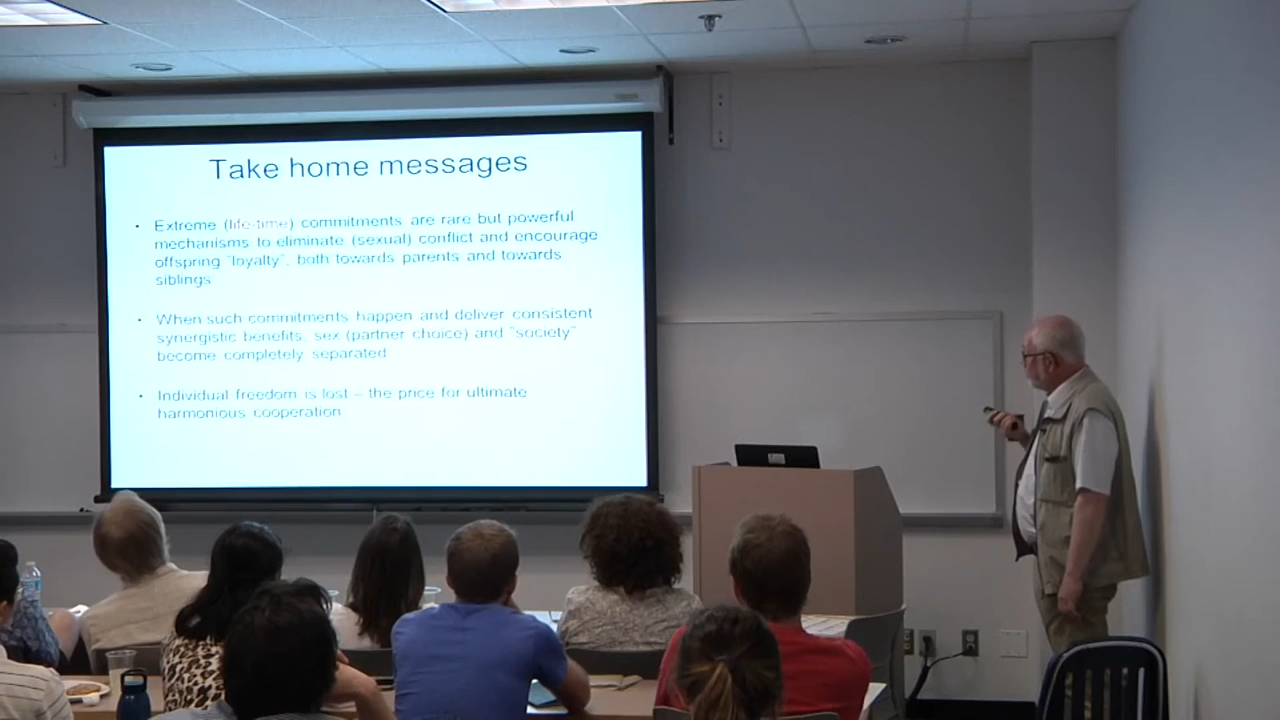 Take home messages
• Extreme (life-time) commitments are rare but powerful
mechanisms to eliminate (sexual) conflict and encourage
offspring "loyalty", both towards parents and towards
siblings
• When such commitments happen and deliver consistent
synergistic benefits, sex (partner choice) and "society"
become completely separated
• Individual freedom is lost – the price for ultimate
harmonious cooperation